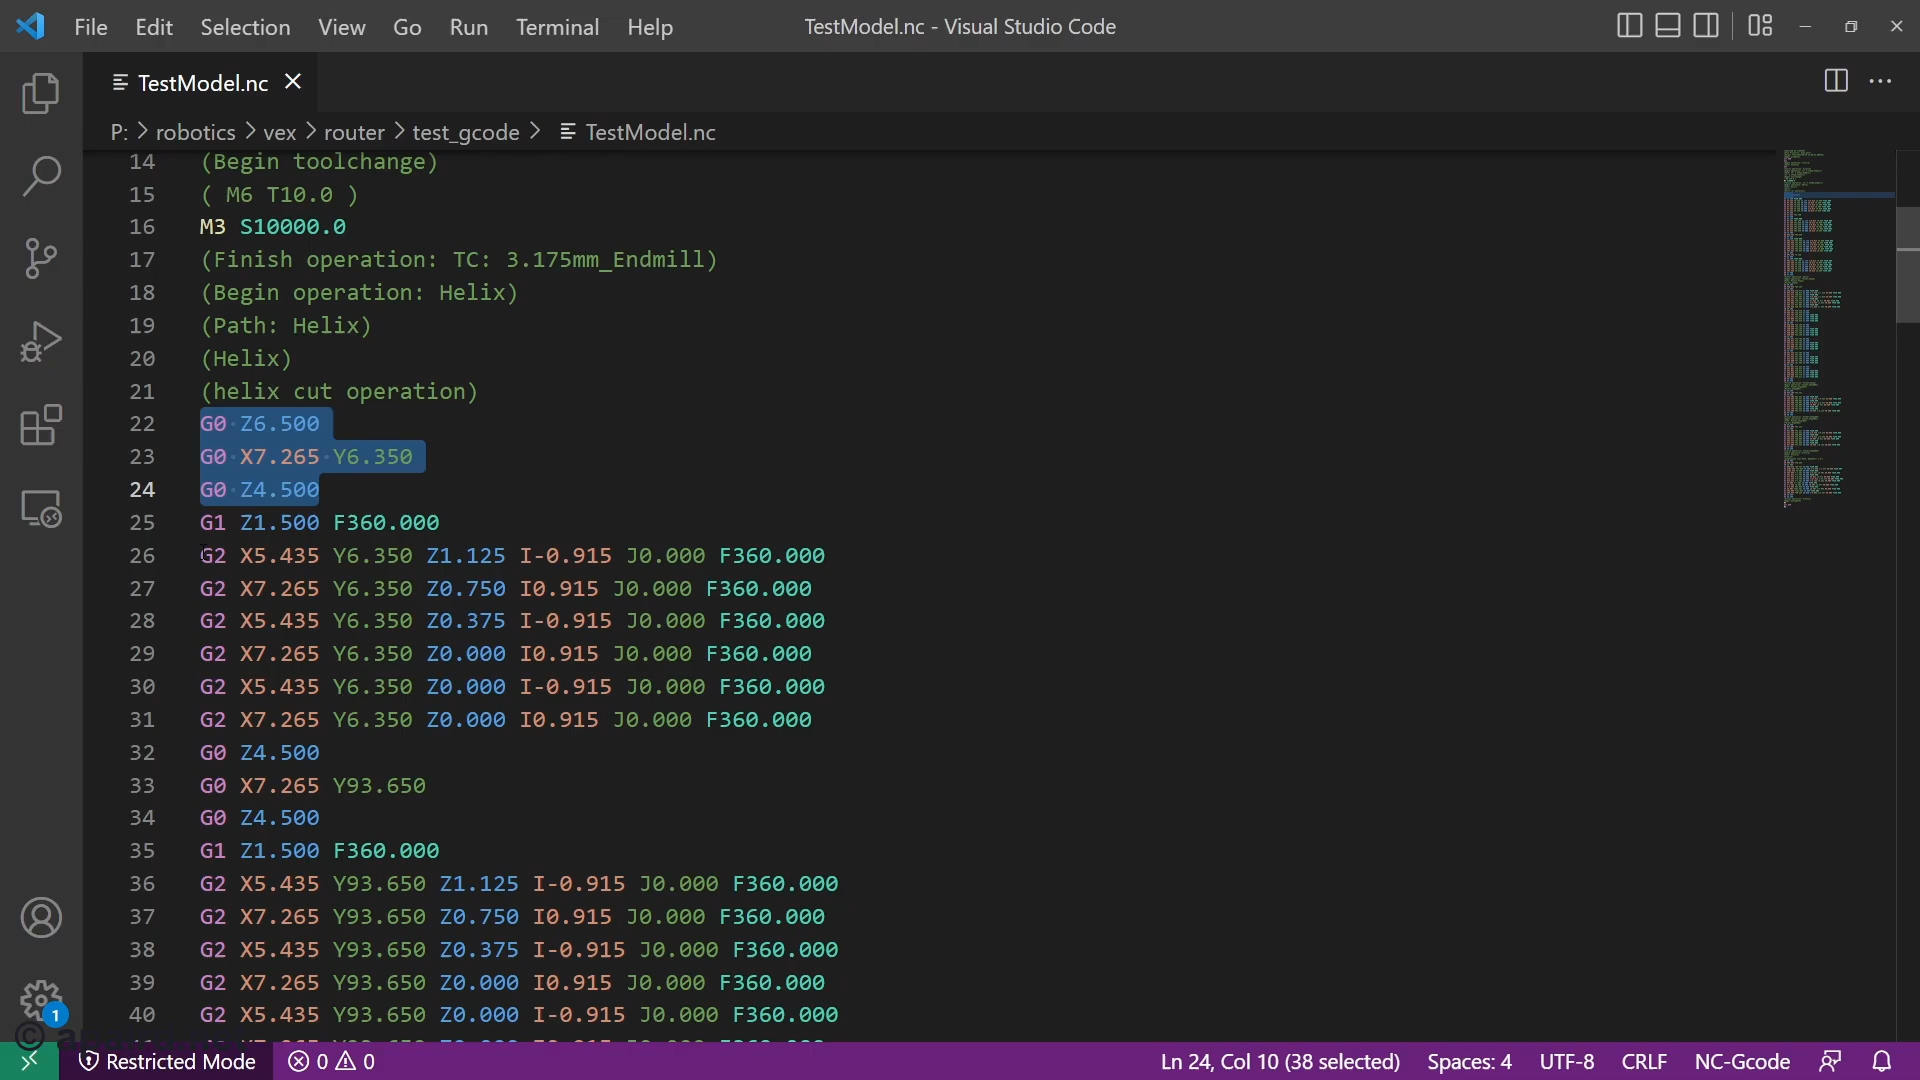 File Edit Selection View Go Run Terminal Help TestModel.nc - Visual Studio Code
TestModel.nc
P: > robotics > vex > router > test_gcode > TestModel.nc
14 (Begin toolchange)
15 ( M6 T10.0 )
16 M3 S10000.0
17 (Finish operation: TC: 3.175mm_Endmill)
18 (Begin operation: Helix)
19 (Path: Helix)
20 (Helix)
21 (helix cut operation)
22 G0 Z6.500
23 G0 X7.265 Y6.350
24 G0 Z4.500
25 G1 Z1.500 F360.000
26 G2 X5.435 Y6.350 Z1.125 I-0.915 J0.000 F360.000
27 G2 X7.265 Y6.350 Z0.750 I0.915 J0.000 F360.000
28 G2 X5.435 Y6.350 Z0.375 I-0.915 J0.000 F360.000
29 G2 X7.265 Y6.350 Z0.000 I0.915 J0.000 F360.000
30 G2 X5.435 Y6.350 Z0.000 I-0.915 J0.000 F360.000
31 G2 X7.265 Y6.350 Z0.000 I0.915 J0.000 F360.000
32 G0 Z4.500
33 G0 X7.265 Y93.650
34 G0 Z4.500
35 G1 Z1.500 F360.000
36 G2 X5.435 Y93.650 Z1.125 I-0.915 J0.000 F360.000
37 G2 X7.265 Y93.650 Z0.750 I0.915 J0.000 F360.000
38 G2 X5.435 Y93.650 Z0.375 I-0.915 J0.000 F360.000
39 G2 X7.265 Y93.650 Z0.000 I0.915 J0.000 F360.000
40 G2 X5.435 Y93.650 Z0.000 I-0.915 J0.000 F360.000
1
Restricted Mode 0 0 Ln 24, Col 10 (38 selected) Spaces: 4 UTF-8 CRLF NC-Gcode